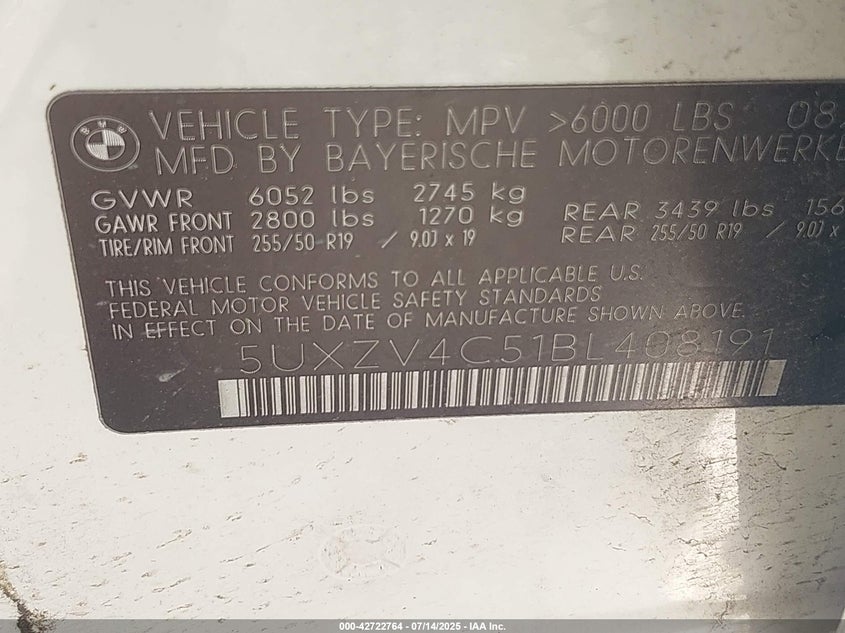 BMW
VEHICLE TYPE: MPV >6000 LBS 08
MFD BY BAYERISCHE MOTORENWERKE
GVWR 6052 lbs 2745 kg
GAWR FRONT 2800 lbs 1270 kg REAR 3439 lbs 156
TIRE/RIM FRONT 255/50 R19 / 9.0J x 19 REAR 255/50 R19 / 9.0J x
THIS VEHICLE CONFORMS TO ALL APPLICABLE U.S.
FEDERAL MOTOR VEHICLE SAFETY STANDARDS
IN EFFECT ON THE DATE OF MANUFACTURE SHOWN ABOVE.
5UXZV4C51BL408191
000-42722764 / 07/14/2025 - IAA Inc.